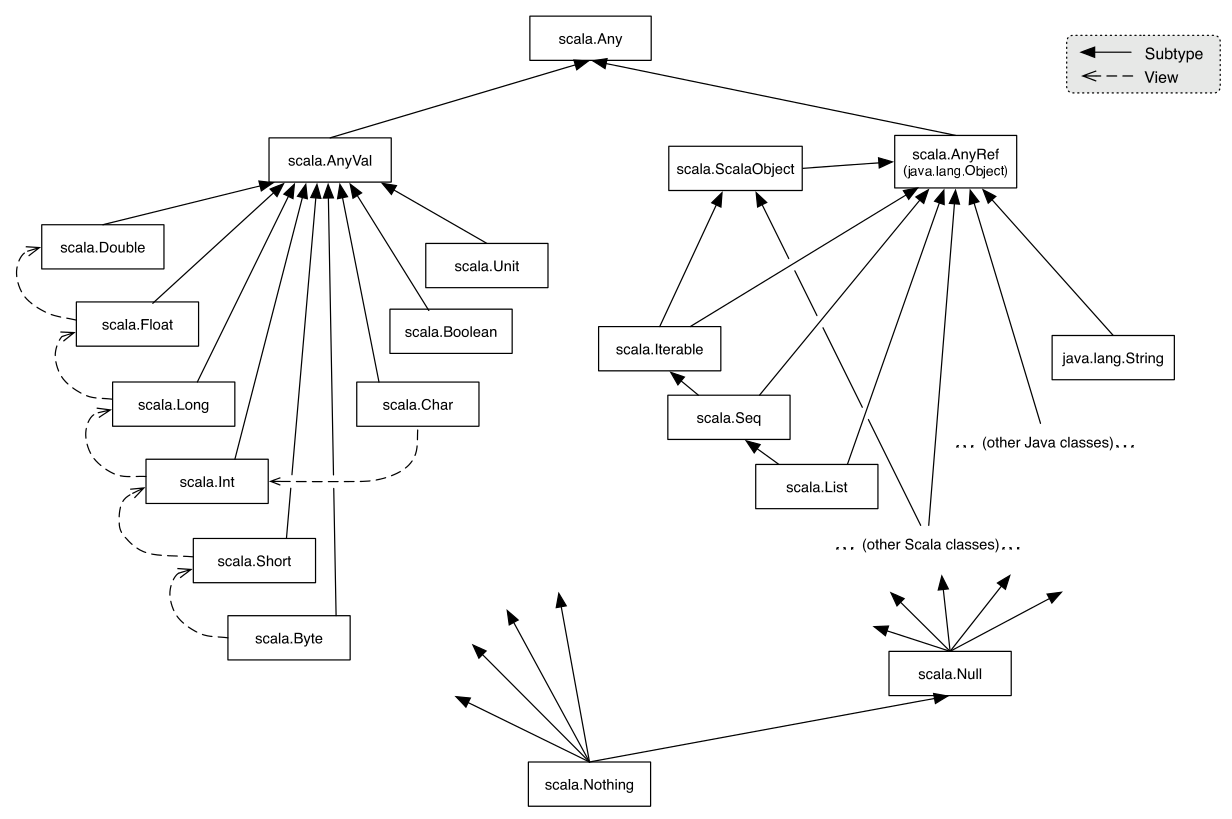 scala.Any
Subtype
View
scala.AnyVal
scala.ScalaObject
scala.AnyRef
(java.lang.Object)
scala.Double
scala.Unit
scala.Float
scala.Boolean
scala.Iterable
java.lang.String
scala.Long
scala.Char
scala.Seq
... (other Java classes)...
scala.Int
scala.List
... (other Scala classes)...
scala.Short
scala.Byte
scala.Null
scala.Nothing